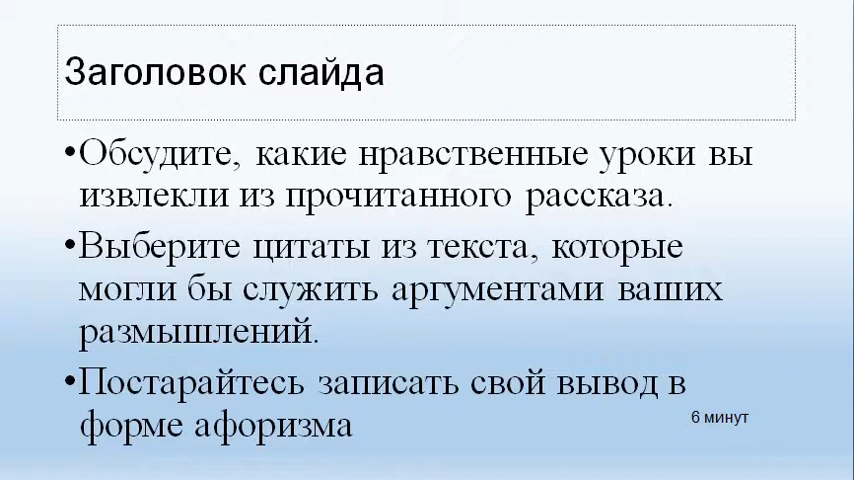 Заголовок слайда
•Обсудите, какие нравственные уроки вы
извлекли из прочитанного рассказа.
•Выберите цитаты из текста, которые
могли бы служить аргументами ваших
размышлений.
•Постарайтесь записать свой вывод в
форме афоризма
6 минут